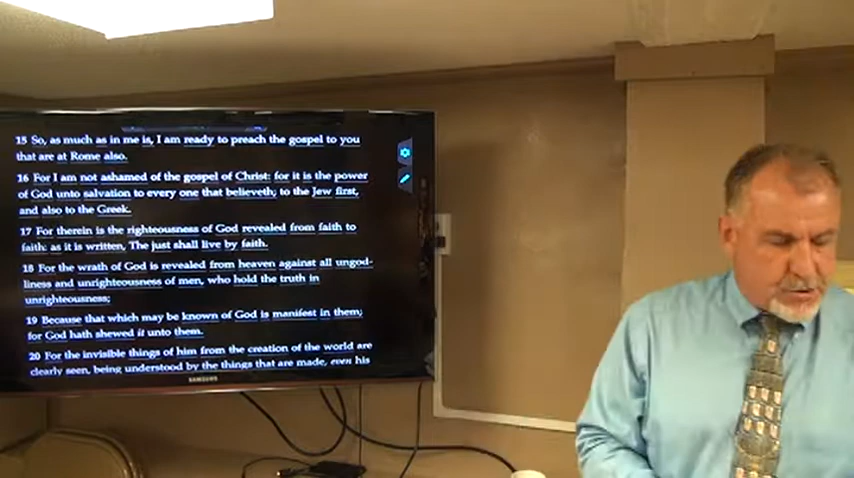 15 So, as much as in me is, I am ready to preach the gospel to you
that are at Rome also.
16 For I am not ashamed of the gospel of Christ: for it is the power
of God unto salvation to every one that believeth; to the Jew first,
and also to the Greek.
17 For therein is the righteousness of God revealed from faith to
faith: as it is written, The just shall live by faith.
18 For the wrath of God is revealed from heaven against all ungod-
liness and unrighteousness of men, who hold the truth in
unrighteousness;
19 Because that which may be known of God is manifest in them;
for God hath shewed it unto them.
20 For the invisible things of him from the creation of the world are
clearly seen, being understood by the things that are made, even his
SAMSUNG